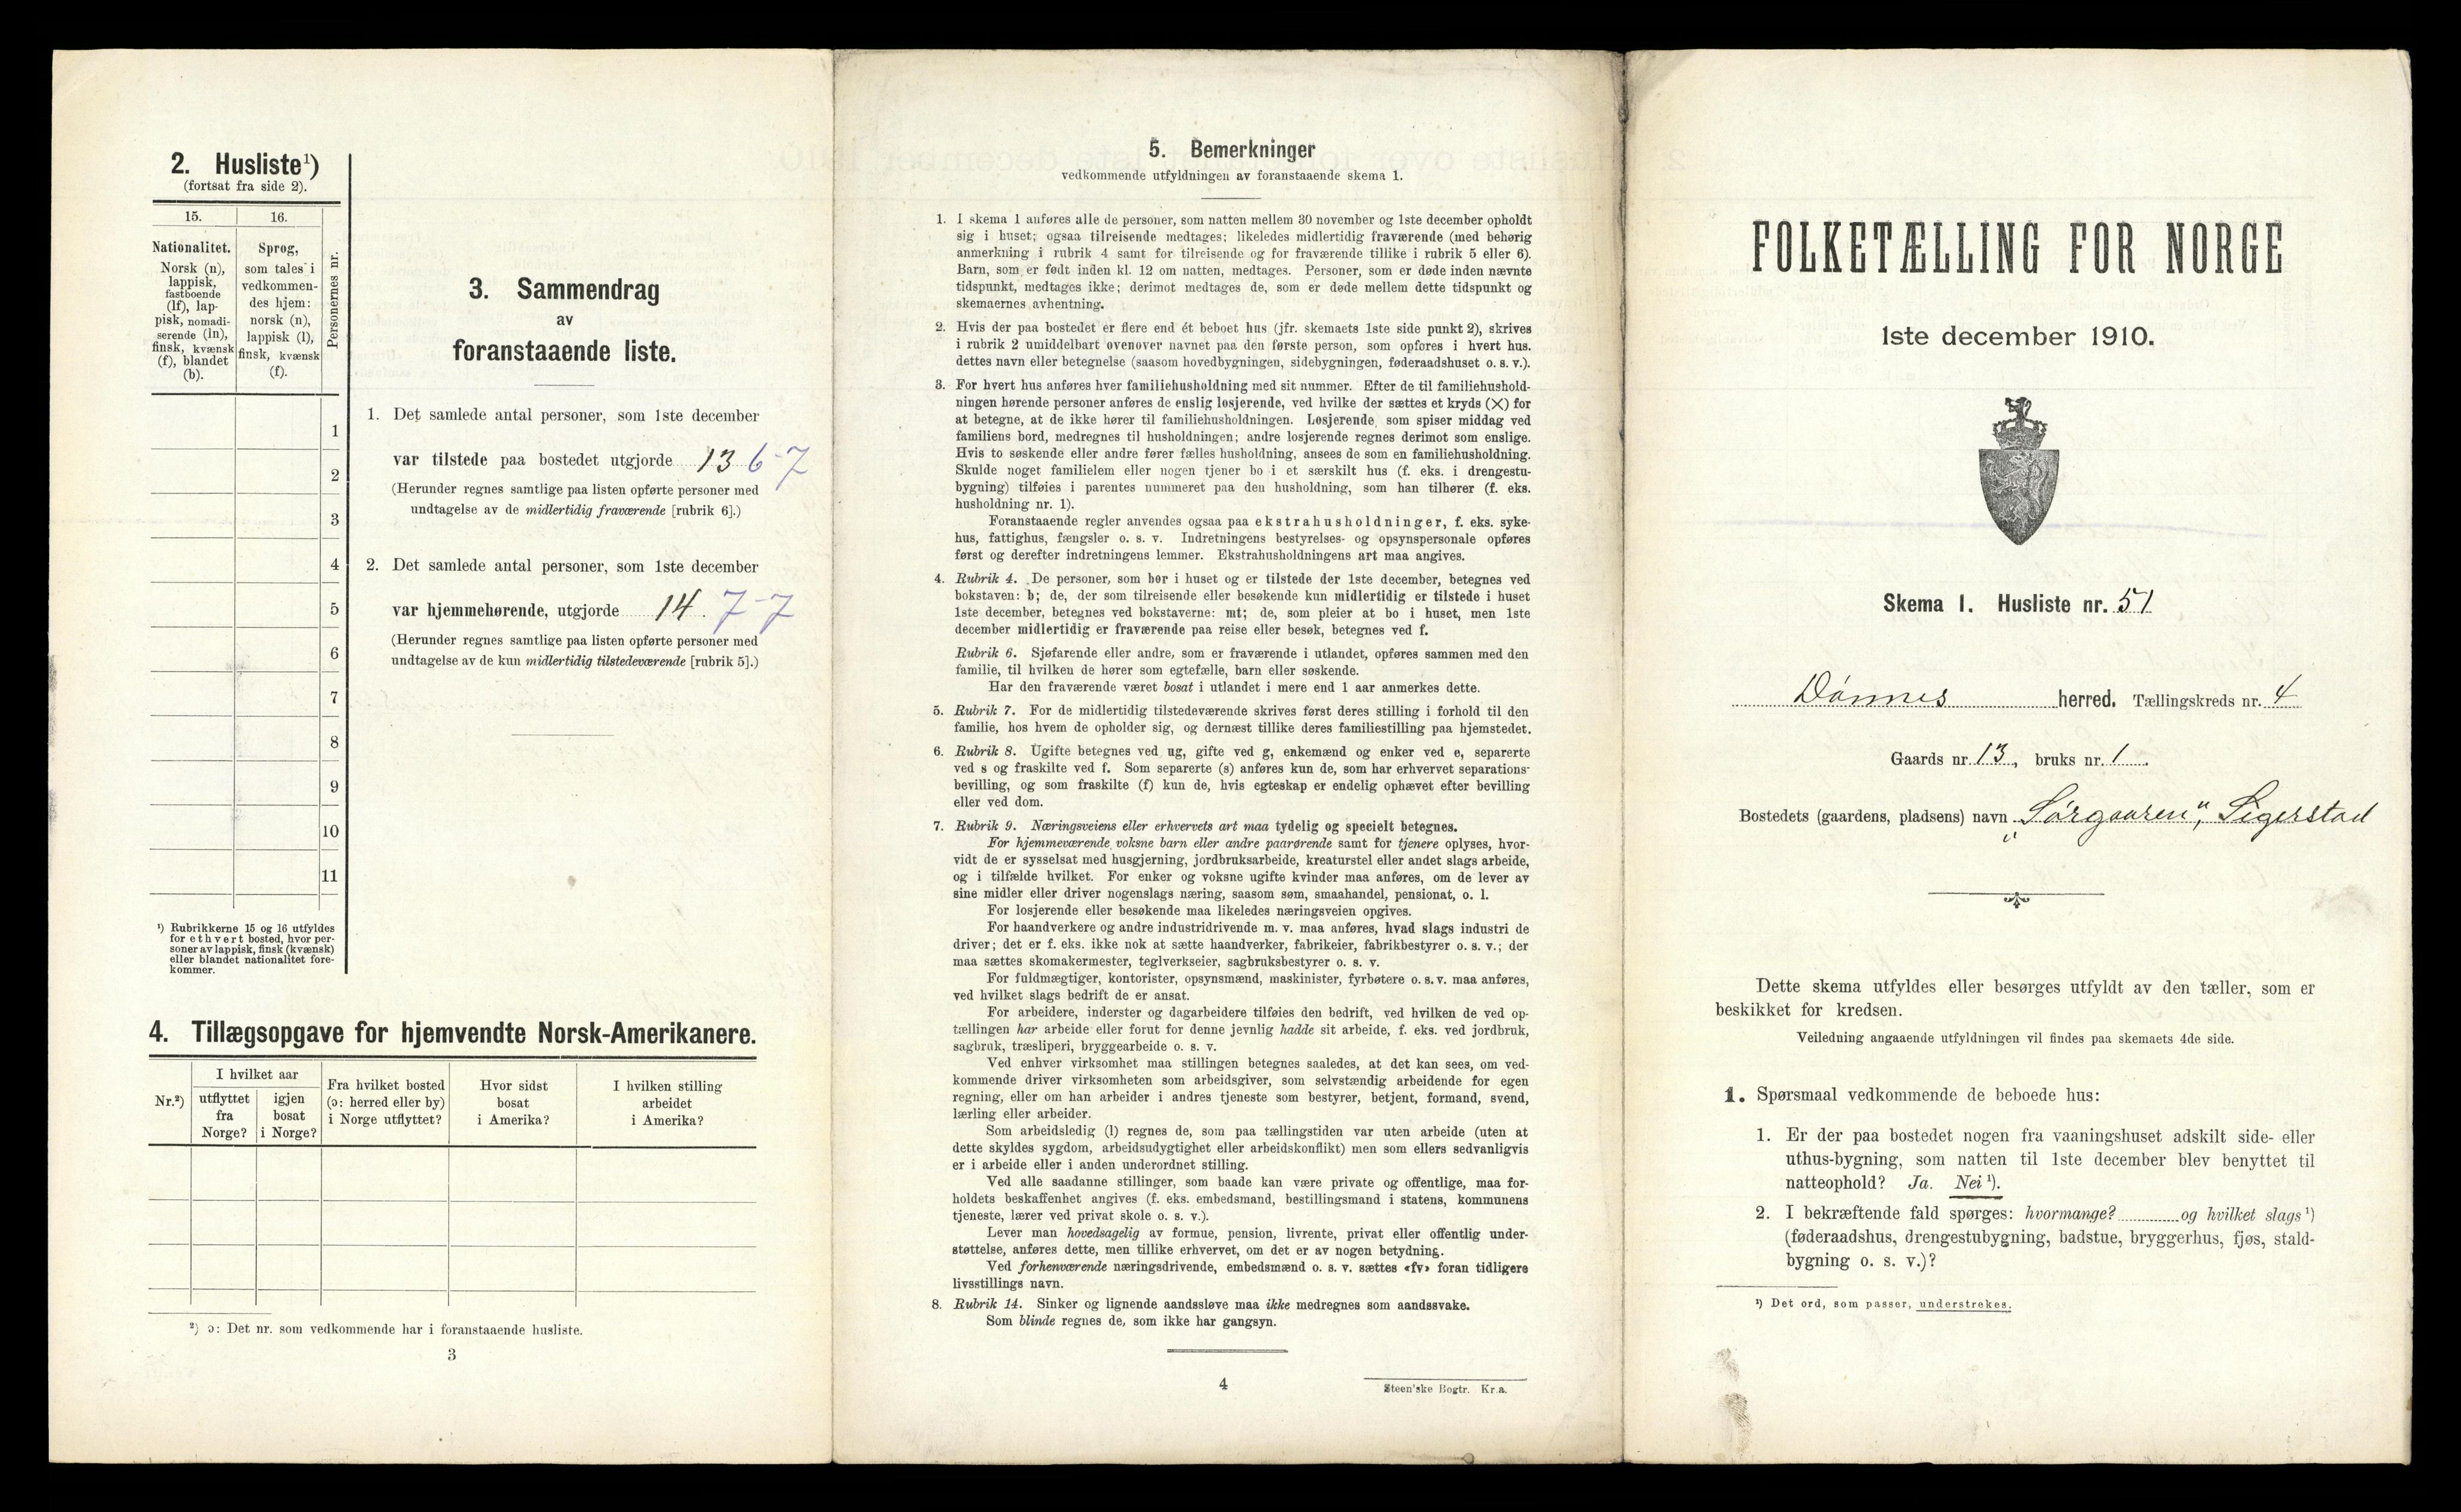 2. Husliste¹)
(fortsat fra side 2).
15.
16.
Personernes nr.
Nationalitet.
Norsk (n),
lappisk,
fastboende
(lf), lap-
pisk, nomadi-
serende (ln),
finsk, kvænsk
(f), blandet
(b).
Sprog,
som tales i
vedkommen-
des hjem:
norsk (n),
lappisk (l),
finsk, kvænsk
(f).
1
2
3
4
5
6
7
8
9
10
11
¹) Rubrikkerne 15 og 16 utfyldes
for ethvert bosted, hvor per-
soner av lappisk, finsk (kvænsk)
eller blandet nationalitet fore-
kommer.
3. Sammendrag
av
foranstaaende liste.
1. Det samlede antal personer, som 1ste december
var tilstede paa bostedet utgjorde 13 6-7
(Herunder regnes samtlige paa listen opførte personer med
undtagelse av de midlertidig fraværende [rubrik 6].)
2. Det samlede antal personer, som 1ste december
var hjemmehørende, utgjorde 14. 7-7
(Herunder regnes samtlige paa listen opførte personer med
undtagelse av de kun midlertidig tilstedeværende [rubrik 5].)
4. Tillægsopgave for hjemvendte Norsk-Amerikanere.
Nr.²)
I hvilket aar
utflyttet
fra
Norge?
igjen
bosat
i Norge?
Fra hvilket bosted
(ɔ: herred eller by)
i Norge utflyttet?
Hvor sidst
bosat
i Amerika?
I hvilken stilling
arbeidet
i Amerika?
²) ɔ: Det nr. som vedkommende har i foranstaaende husliste.
3
5. Bemerkninger
vedkommende utfyldningen av foranstaaende skema 1.
1. I skema 1 anføres alle de personer, som natten mellem 30 november og 1ste december opholdt
sig i huset; ogsaa tilreisende medtages; likeledes midlertidig fraværende (med behørig
anmerkning i rubrik 4 samt for tilreisende og for fraværende tillike i rubrik 5 eller 6).
Barn, som er født inden kl. 12 om natten, medtages. Personer, som er døde inden nævnte
tidspunkt, medtages ikke; derimot medtages de, som er døde mellem dette tidspunkt og
skemaernes avhentning.
2. Hvis der paa bostedet er flere end ét beboet hus (jfr. skemaets 1ste side punkt 2), skrives
i rubrik 2 umiddelbart ovenover navnet paa den første person, som opføres i hvert hus.
dettes navn eller betegnelse (saasom hovedbygningen, sidebygningen, føderaadshuset o. s. v.).
3. For hvert hus anføres hver familiehusholdning med sit nummer. Efter de til familiehushold-
ningen hørende personer anføres de enslig losjerende, ved hvilke der sættes et kryds (✕) for
at betegne, at de ikke hører til familiehusholdningen. Losjerende som spiser middag ved
familiens bord, medregnes til husholdningen; andre losjerende regnes derimot som enslige.
Hvis to søskende eller andre fører fælles husholdning, ansees de som en familiehusholdning.
Skulde noget familielem eller nogen tjener bo i et særskilt hus (f. eks. i drengestu-
bygning) tilføies i parentes nummeret paa den husholdning, som han tilhører (f. eks.
husholdning nr. 1).
Foranstaaende regler anvendes ogsaa paa ekstrahusholdninger, f. eks. syke-
hus, fattighus, fængsler o. s. v. Indretningens bestyrelses- og opsynspersonale opføres
først og derefter indretningens lemmer. Ekstrahusholdningens art maa angives.
4. Rubrik 4. De personer, som bor i huset og er tilstede der 1ste december, betegnes ved
bokstaven: b; de, der som tilreisende eller besøkende kun midlertidig er tilstede i huset
1ste december, betegnes ved bokstaverne: mt; de, som pleier at bo i huset, men 1ste
december midlertidig er fraværende paa reise eller besøk, betegnes ved f.
Rubrik 6. Sjøfarende eller andre, som er fraværende i utlandet, opføres sammen med den
familie, til hvilken de hører som egtefælle, barn eller søskende.
Har den fraværende været bosat i utlandet i mere end 1 aar anmerkes dette.
5. Rubrik 7. For de midlertidig tilstedeværende skrives først deres stilling i forhold til den
familie, hos hvem de opholder sig, og dernæst tillike deres familiestilling paa hjemstedet.
6. Rubrik 8. Ugifte betegnes ved ug, gifte ved g, enkemænd og enker ved e, separerte
ved s og fraskilte ved f. Som separerte (s) anføres kun de, som har erhvervet separations-
bevilling, og som fraskilte (f) kun de, hvis egteskap er endelig ophævet efter bevilling
eller ved dom.
7. Rubrik 9. Næringsveiens eller erhvervets art maa tydelig og specielt betegnes.
For hjemmeværende voksne barn eller andre paarørende samt for tjenere oplyses, hvor-
vidt de er sysselsat med husgjerning, jordbruksarbeide, kreaturstel eller andet slags arbeide,
og i tilfælde hvilket. For enker og voksne ugifte kvinder maa anføres, om de lever av
sine midler eller driver nogenslags næring, saasom søm, smaahandel, pensionat, o. l.
For losjerende eller besøkende maa likeledes næringsveien opgives.
For haandverkere og andre industridrivende m. v. maa anføres, hvad slags industri de
driver; det er f. eks. ikke nok at sætte haandverker, fabrikeier, fabrikbestyrer o. s. v.; der
maa sættes skomakermester, teglverkseier, sagbruksbestyrer o. s. v.
For fuldmægtiger, kontorister, opsynsmænd, maskinister, fyrbøtere o. s. v. maa anføres,
ved hvilket slags bedrift de er ansat.
For arbeidere, inderster og dagarbeidere tilføies den bedrift, ved hvilken de ved op-
tællingen har arbeide eller forut for denne jevnlig hadde sit arbeide, f. eks. ved jordbruk,
sagbruk, træsliperi, bryggearbeide o. s. v.
Ved enhver virksomhet maa stillingen betegnes saaledes, at det kan sees, om ved-
kommende driver virksomheten som arbeidsgiver, som selvstændig arbeidende for egen
regning, eller om han arbeider i andres tjeneste som bestyrer, betjent, formand, svend,
lærling eller arbeider.
Som arbeidsledig (l) regnes de, som paa tællingstiden var uten arbeide (uten at
dette skyldes sygdom, arbeidsudygtighet eller arbeidskonflikt) men som ellers sedvanligvis
er i arbeide eller i anden underordnet stilling.
Ved alle saadanne stillinger, som baade kan være private og offentlige, maa for-
holdets beskaffenhet angives (f. eks. embedsmand, bestillingsmand i statens, kommunens
tjeneste, lærer ved privat skole o. s. v.).
Lever man hovedsagelig av formue, pension, livrente, privat eller offentlig under-
støttelse, anføres dette, men tillike erhvervet, om det er av nogen betydning.
Ved forhenværende næringsdrivende, embedsmænd o. s. v. sættes «fv» foran tidligere
livsstillings navn.
8. Rubrik 14. Sinker og lignende aandssløve maa ikke medregnes som aandssvake.
Som blinde regnes de, som ikke har gangsyn.
4
Steen'ske Bogtr. Kr.a.
FOLKETÆLLING FOR NORGE
1ste december 1910.
Skema 1. Husliste nr. 51
Dønnes herred. Tællingskreds nr. 4
Gaards nr. 13, bruks nr. 1.
Bostedets (gaardens, pladsens) navn „Sørgaaren", Sigerstad
Dette skema utfyldes eller besørges utfyldt av den tæller, som er
beskikket for kredsen.
Veiledning angaaende utfyldningen vil findes paa skemaets 4de side.
1. Spørsmaal vedkommende de beboede hus:
1. Er der paa bostedet nogen fra vaaningshuset adskilt side- eller
uthus-bygning, som natten til 1ste december blev benyttet til
natteophold? Ja. Nei ¹).
2. I bekræftende fald spørges: hvormange? og hvilket slags ¹)
(føderaadshus, drengestubygning, badstue, bryggerhus, fjøs, stald-
bygning o. s. v.)?
¹) Det ord, som passer, understrekes.